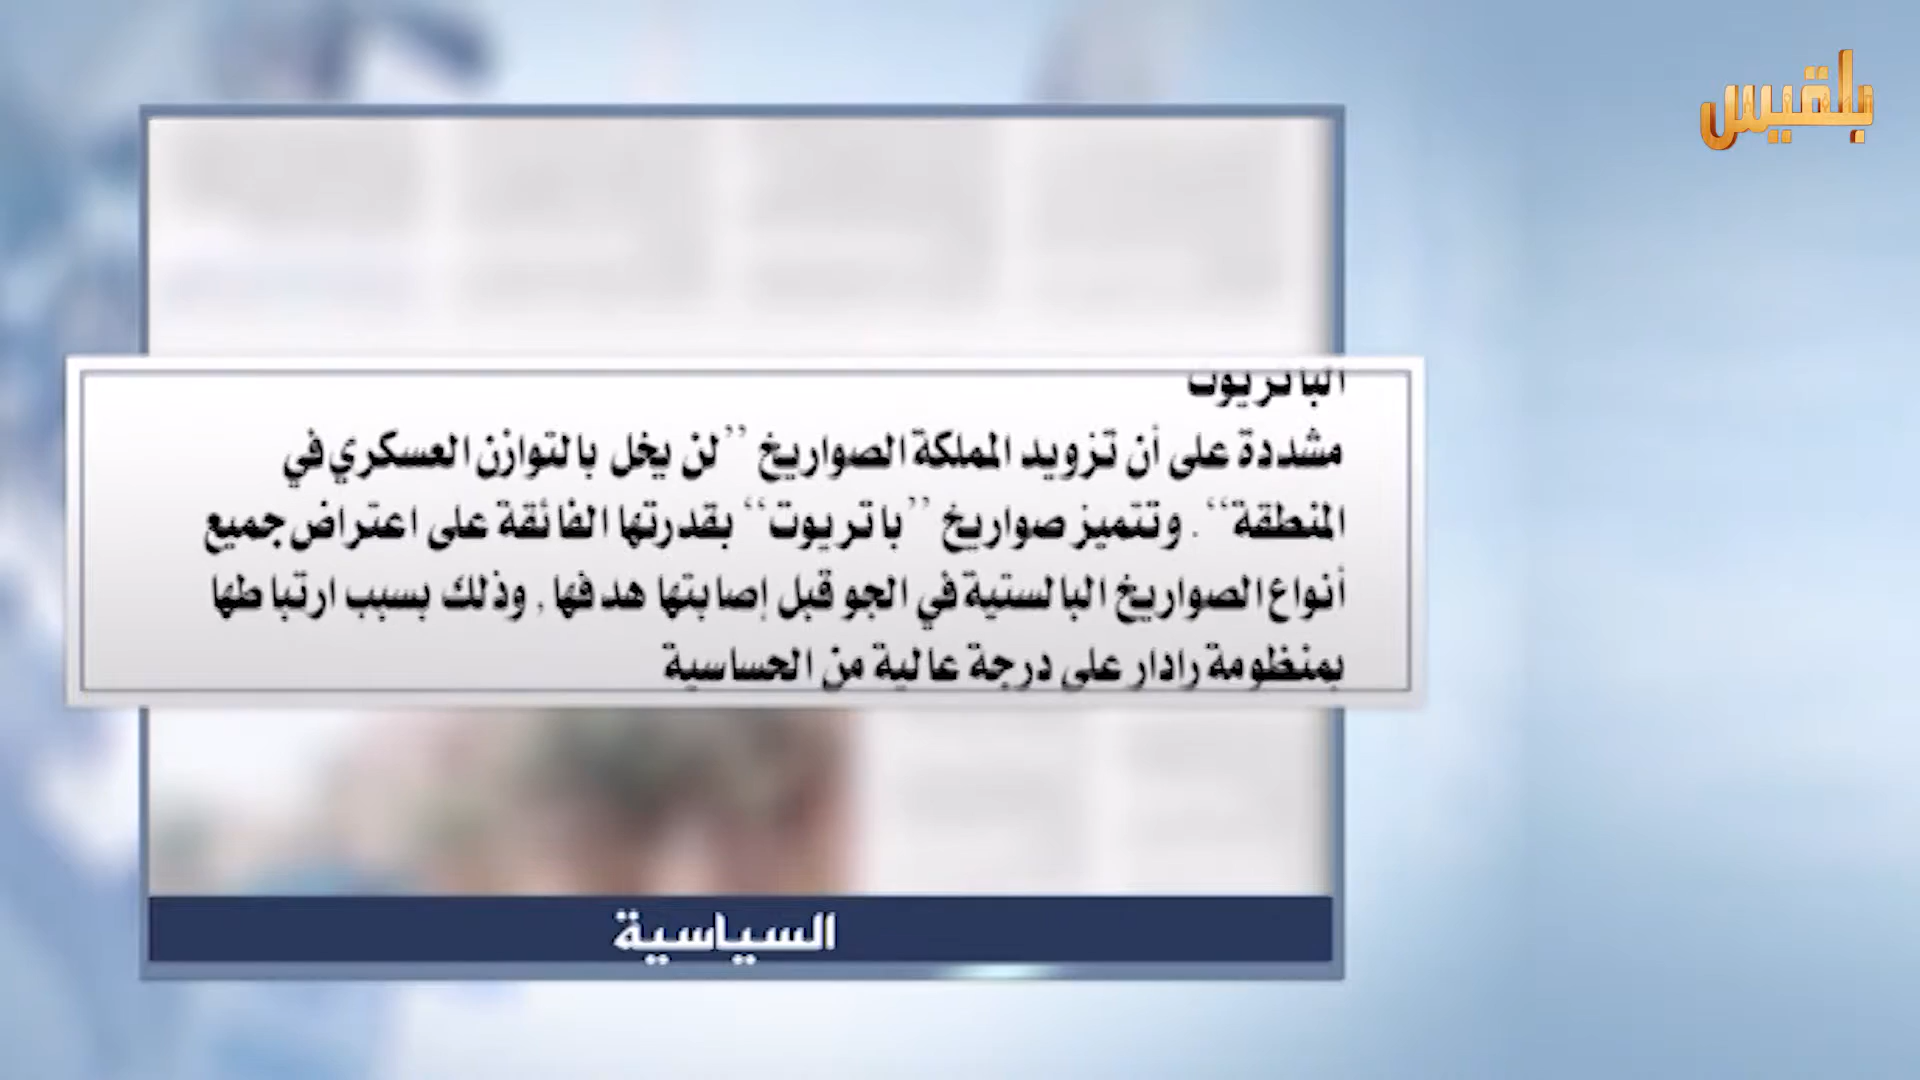 بلقيس
الباتريوت
مشددة على أن تزويد المملكة الصواريخ ”لن يخل بالتوازن العسكري في
المنطقة“. وتتميز صواريخ ”باتريوت“ بقدرتها الفائقة على اعتراض جميع
أنواع الصواريخ البالستية في الجو قبل إصابتها هدفها, وذلك بسبب ارتباطها
بمنظومة رادار على درجة عالية من الحساسية
السياسية